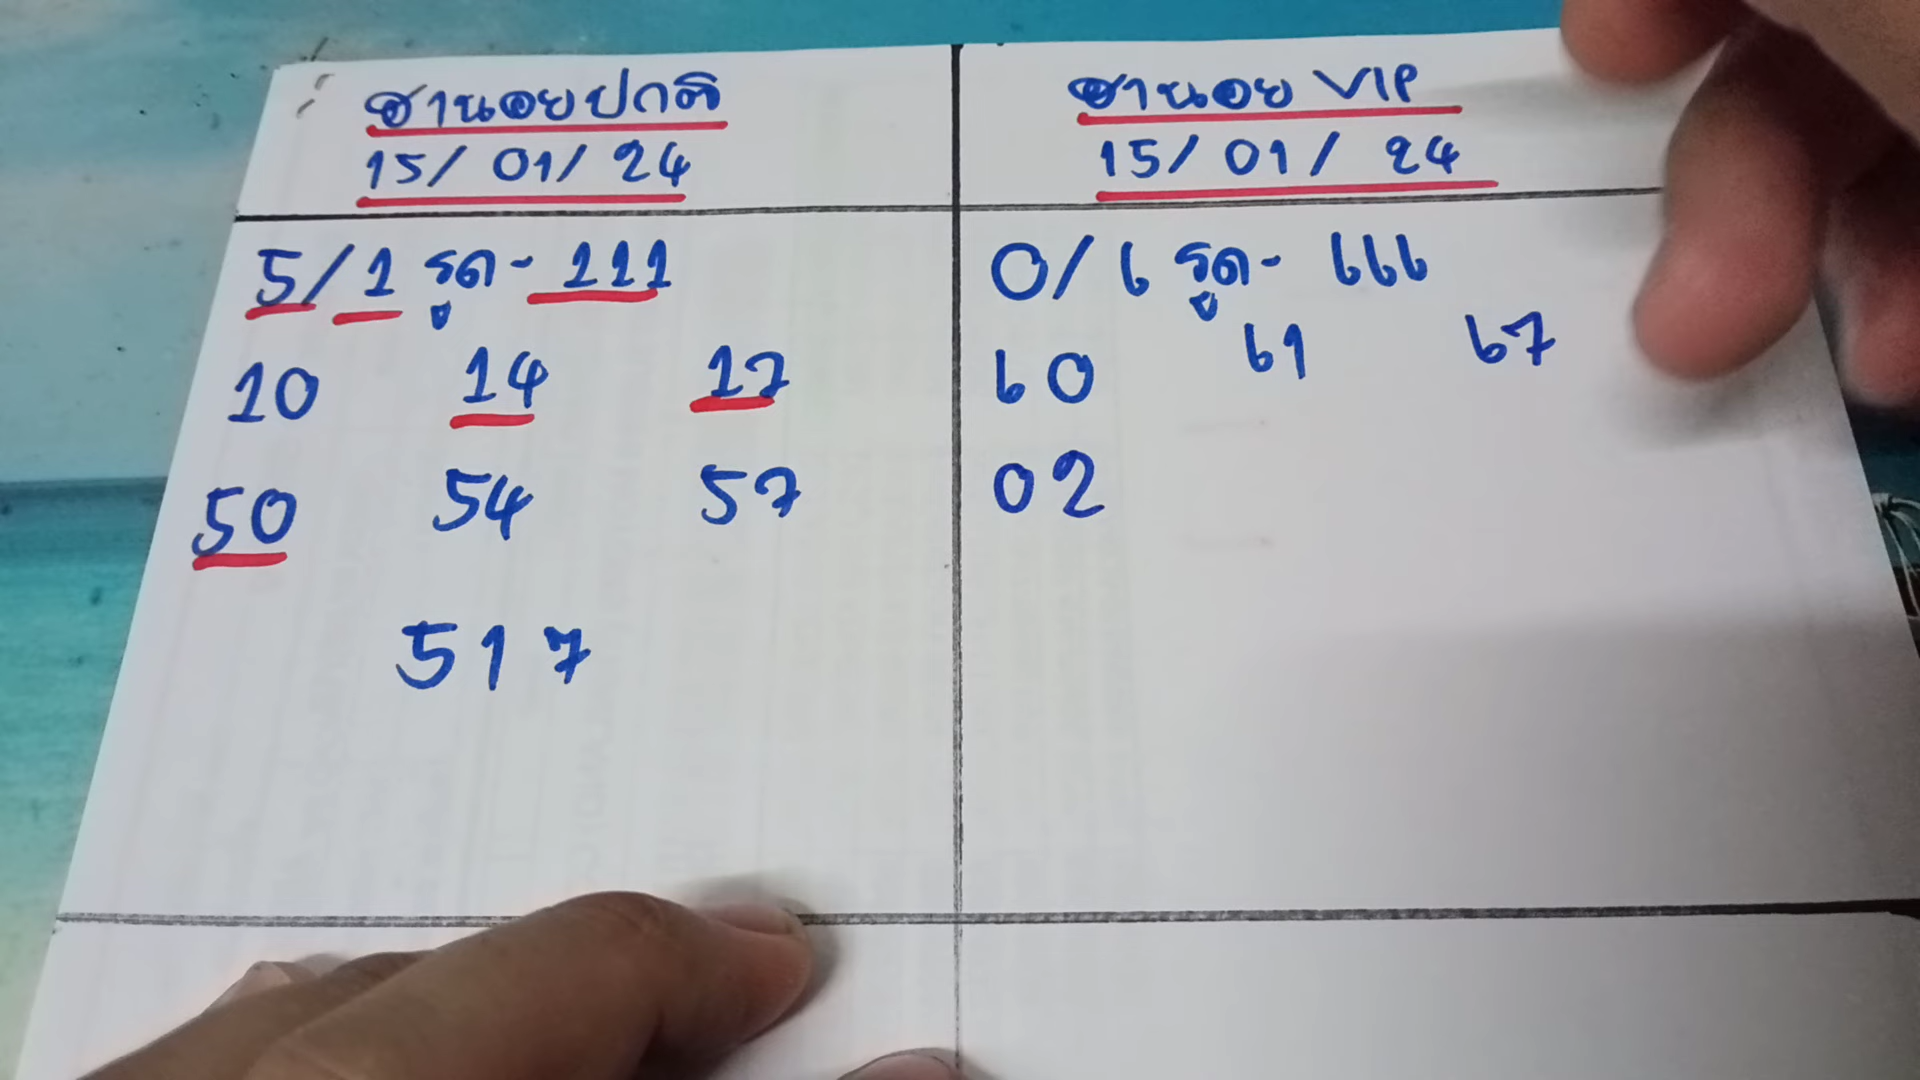 ฮานอยปกติ
15/ 01/ 24
5/1 รูด - 111
10 14 17
50 54 57
517
ฮานอย VIP
15/ 01/ 24
0/6 รูด - 666
60 61 67
02